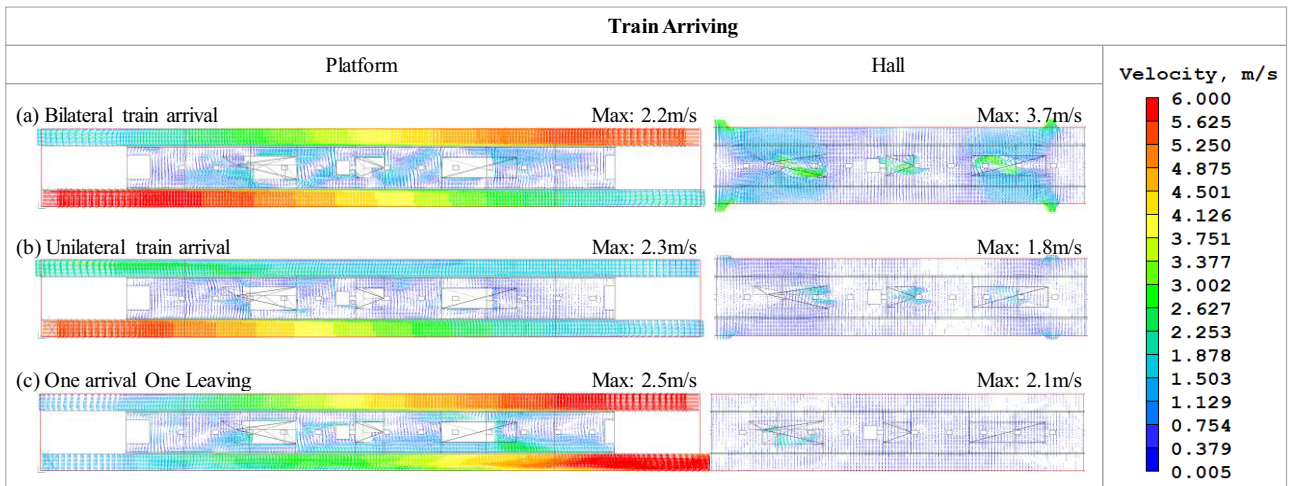 Train Arriving
Platform
Hall
Velocity, m/s
6.000
5.625
5.250
4.875
4.501
4.126
3.751
3.377
3.002
2.627
2.253
1.878
1.503
1.129
0.754
0.379
0.005
(a) Bilateral train arrival
Max: 2.2m/s
Max: 3.7m/s
(b) Unilateral train arrival
Max: 2.3m/s
Max: 1.8m/s
(c) One arrival One Leaving
Max: 2.5m/s
Max: 2.1m/s